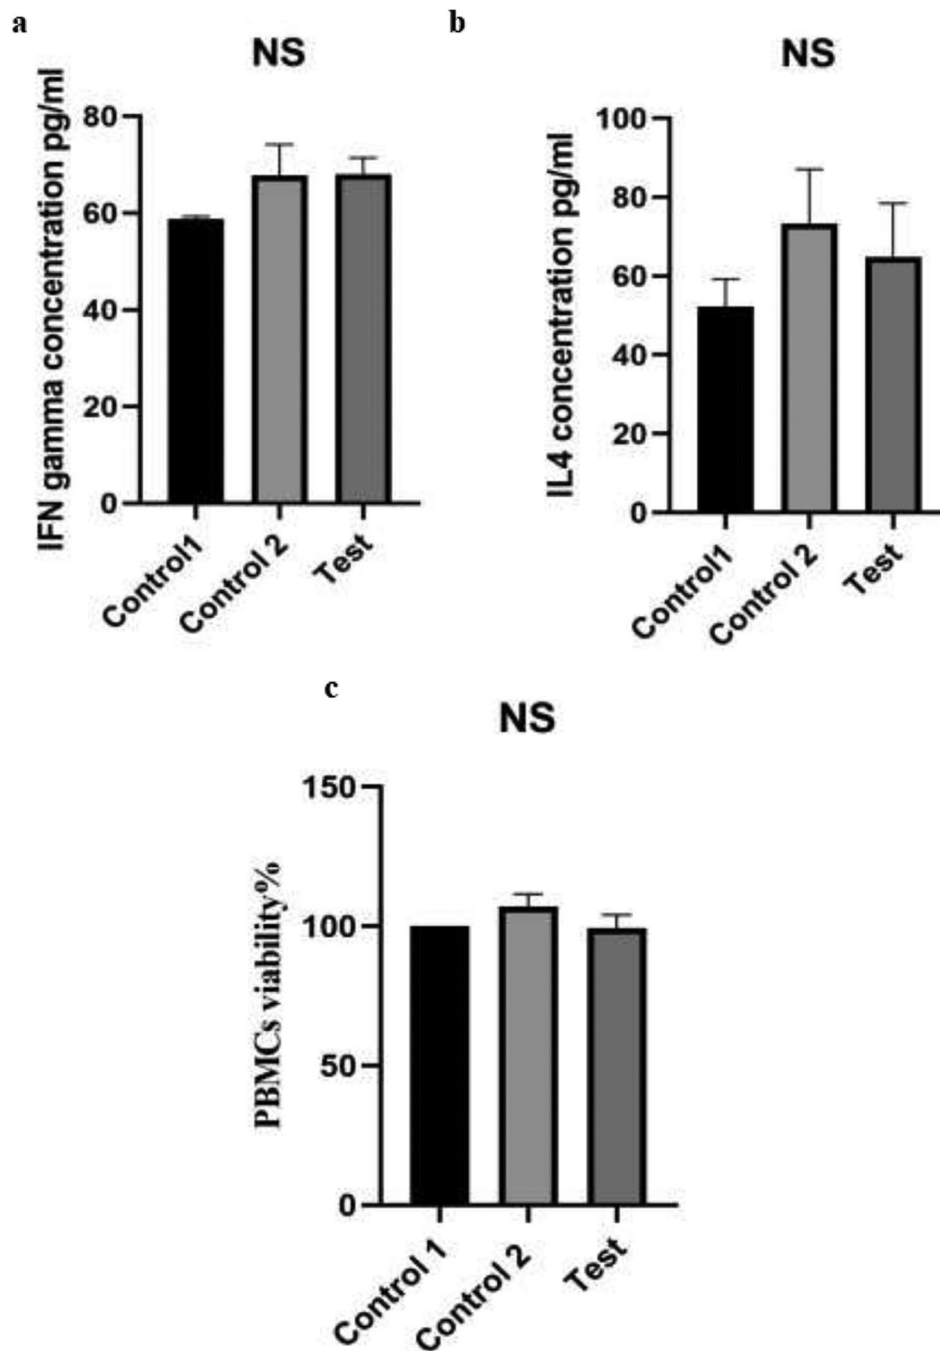 a
NS
IFN gamma concentration pg/ml
80
60
40
20
0
Control1
Control 2
Test
b
NS
IL4 concentration pg/ml
100
80
60
40
20
0
Control1
Control 2
Test
c
NS
PBMCs viability%
150
100
50
0
Control 1
Control 2
Test